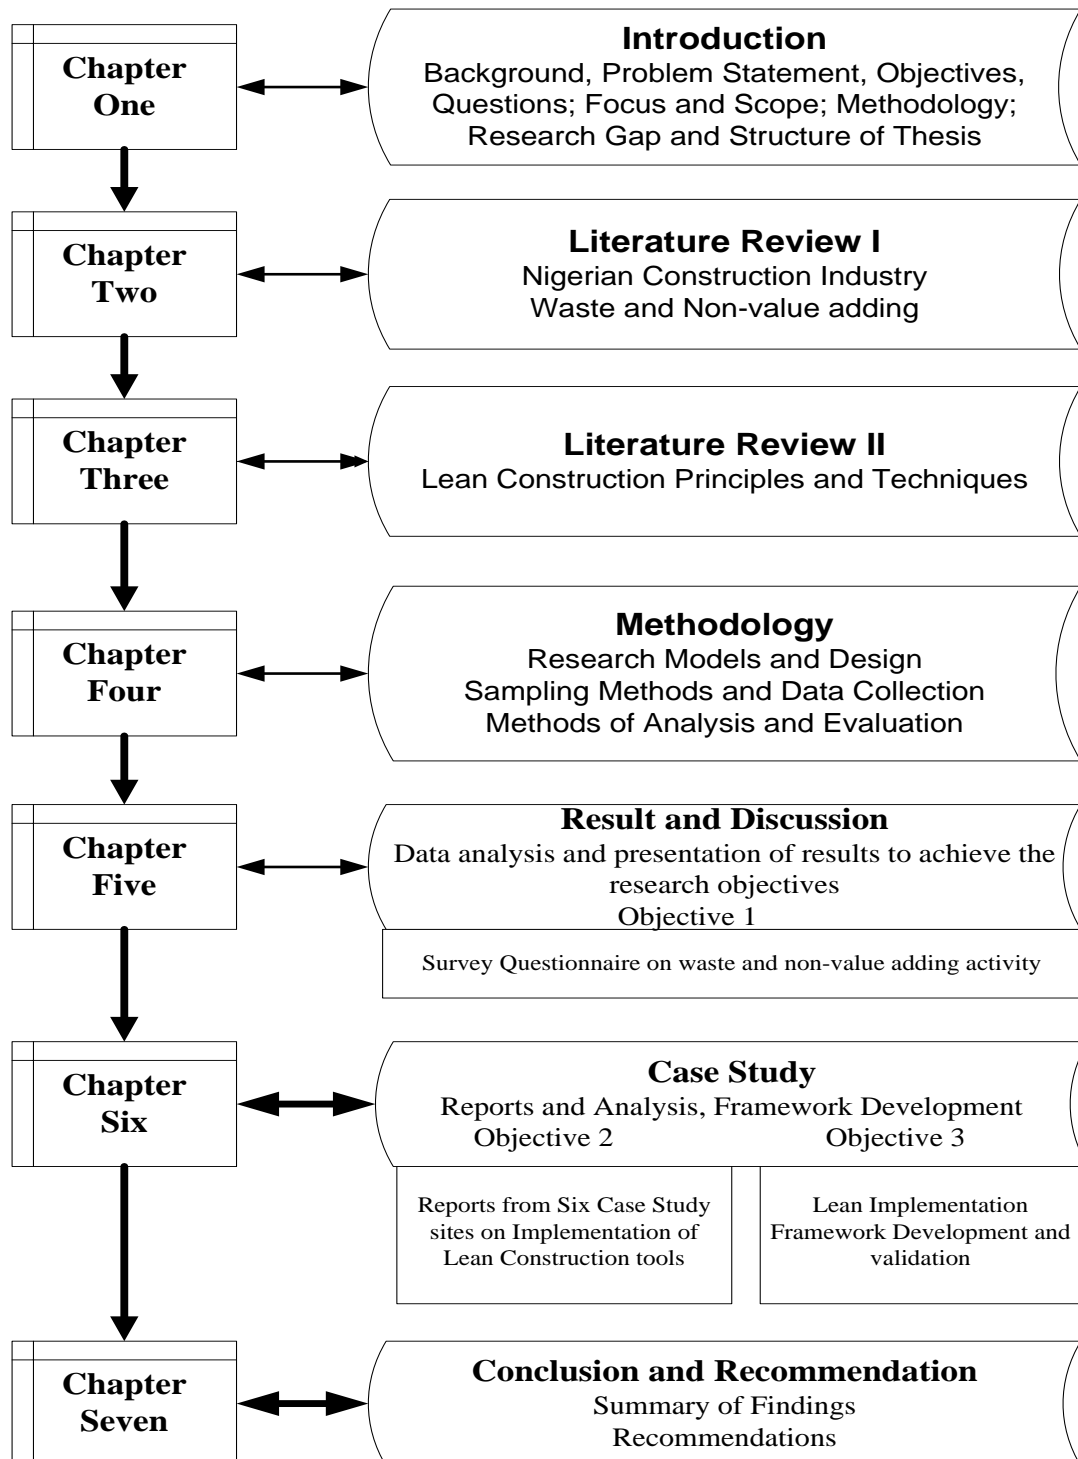 Chapter
One
Introduction
Background, Problem Statement, Objectives,
Questions; Focus and Scope; Methodology;
Research Gap and Structure of Thesis
Chapter
Two
Literature Review I
Nigerian Construction Industry
Waste and Non-value adding
Chapter
Three
Literature Review II
Lean Construction Principles and Techniques
Chapter
Four
Methodology
Research Models and Design
Sampling Methods and Data Collection
Methods of Analysis and Evaluation
Chapter
Five
Result and Discussion
Data analysis and presentation of results to achieve the
research objectives
Objective 1
Survey Questionnaire on waste and non-value adding activity
Chapter
Six
Case Study
Reports and Analysis, Framework Development
Objective 2 Objective 3
Reports from Six Case Study
sites on Implementation of
Lean Construction tools
Lean Implementation
Framework Development and
validation
Chapter
Seven
Conclusion and Recommendation
Summary of Findings
Recommendations